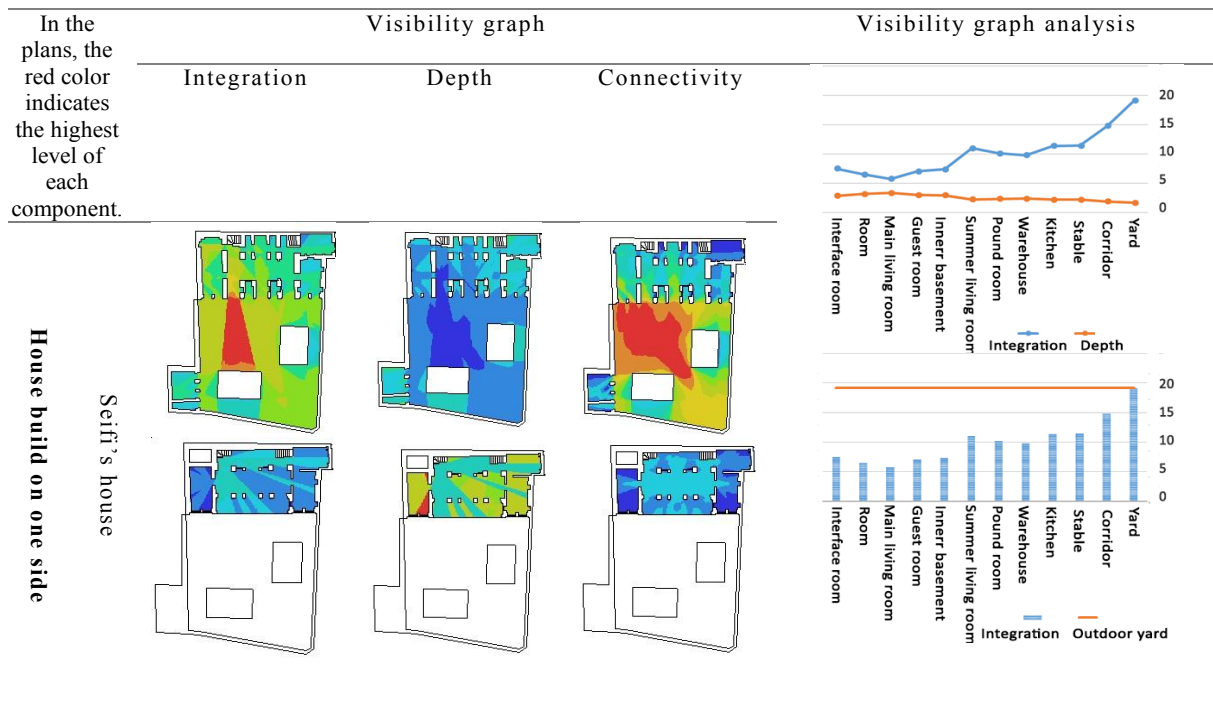 In the
plans, the
red color
indicates
the highest
level of
each
component.
Visibility graph
Visibility graph analysis
Integration
Depth
Connectivity
20
15
10
5
0
Interface room
Room
Main living room
Guest room
Innerr basement
Summer living room
Pound room
Warehouse
Kitchen
Stable
Corridor
Yard
Integration Depth
House build on one side
Seifi's house
20
15
10
5
0
Interface room
Room
Main living room
Guest room
Innerr basement
Summer living room
Pound room
Warehouse
Kitchen
Stable
Corridor
Yard
Integration Outdoor yard